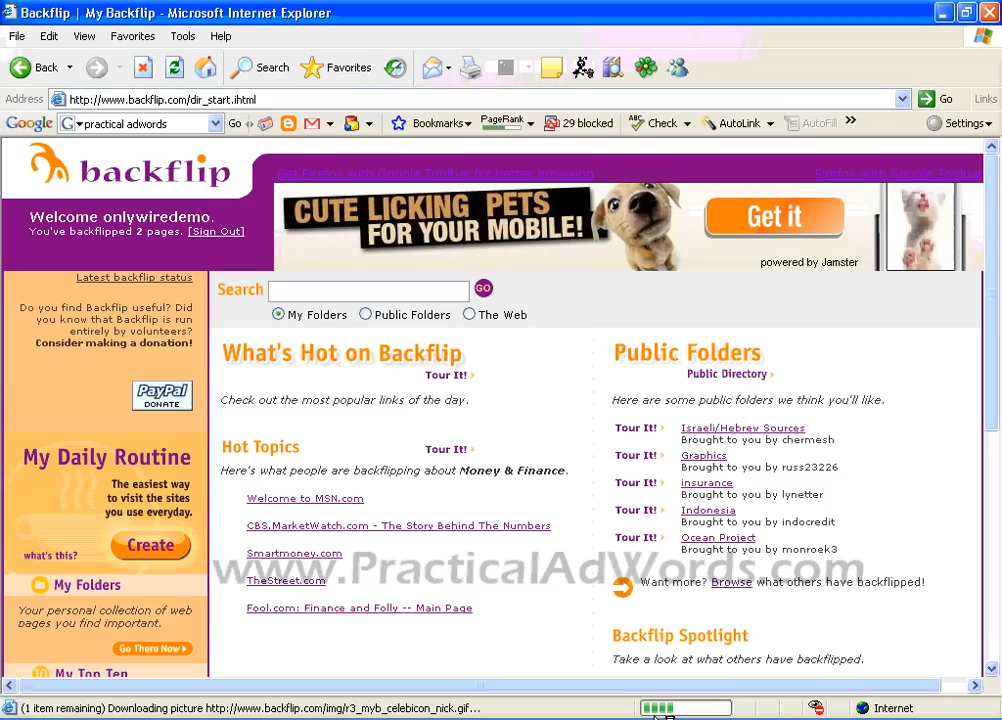 Backflip | My Backflip - Microsoft Internet Explorer
File Edit View Favorites Tools Help
Back Search Favorites
Address http://www.backflip.com/dir_start.ihtml Go Links
Google G practical adwords Go Bookmarks PageRank 29 blocked ABC Check AutoLink AutoFill Settings
backflip
Get Firefox with Google Toolbar for better browsing Firefox with Google Toolba
Welcome onlywiredemo.
You've backflipped 2 pages. [Sign Out]
CUTE LICKING PETS
FOR YOUR MOBILE!
Get it
powered by Jamster
Latest backflip status
Do you find Backflip useful? Did
you know that Backflip is run
entirely by volunteers?
Consider making a donation!
PayPal
DONATE
My Daily Routine
The easiest way
to visit the sites
you use everyday.
what's this? Create
My Folders
Your personal collection of web
pages you find important.
Go There Now
My Top Ten
Search GO
My Folders Public Folders The Web
What's Hot on Backflip
Tour It!
Check out the most popular links of the day.
Hot Topics Tour It!
Here's what people are backflipping about Money & Finance.
Welcome to MSN.com
CBS.MarketWatch.com - The Story Behind The Numbers
Smartmoney.com
TheStreet.com
Fool.com: Finance and Folly -- Main Page
Public Folders
Public Directory
Here are some public folders we think you'll like.
Tour It! Israeli/Hebrew Sources
Brought to you by chermesh
Tour It! Graphics
Brought to you by russ23226
Tour It! insurance
Brought to you by lynetter
Tour It! Indonesia
Brought to you by indocredit
Tour It! Ocean Project
Brought to you by monroek3
www.PracticalAdWords.com
Want more? Browse what others have backflipped!
Backflip Spotlight
Take a look at what others have backflipped.
(1 item remaining) Downloading picture http://www.backflip.com/img/r3_myb_celebicon_nick.gif... Internet